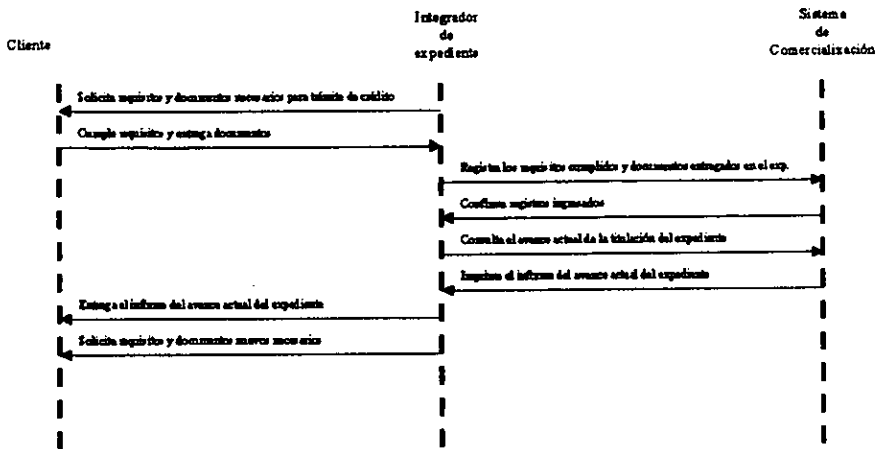 Cliente
Integrador
de
expediente
Sistema
de
Comercialización
Solicita requisitos y documentos necesarios para trámite de crédito
Cumple requisitos y entrega documentos
Registra los requisitos cumplidos y documentos entregados en el exp.
Confirma registros ingresados
Consulta el avance actual de la titulación del expediente
Imprime el informe del avance actual del expediente
Entrega el informe del avance actual del expediente
Solicita requisitos y documentos nuevos necesarios